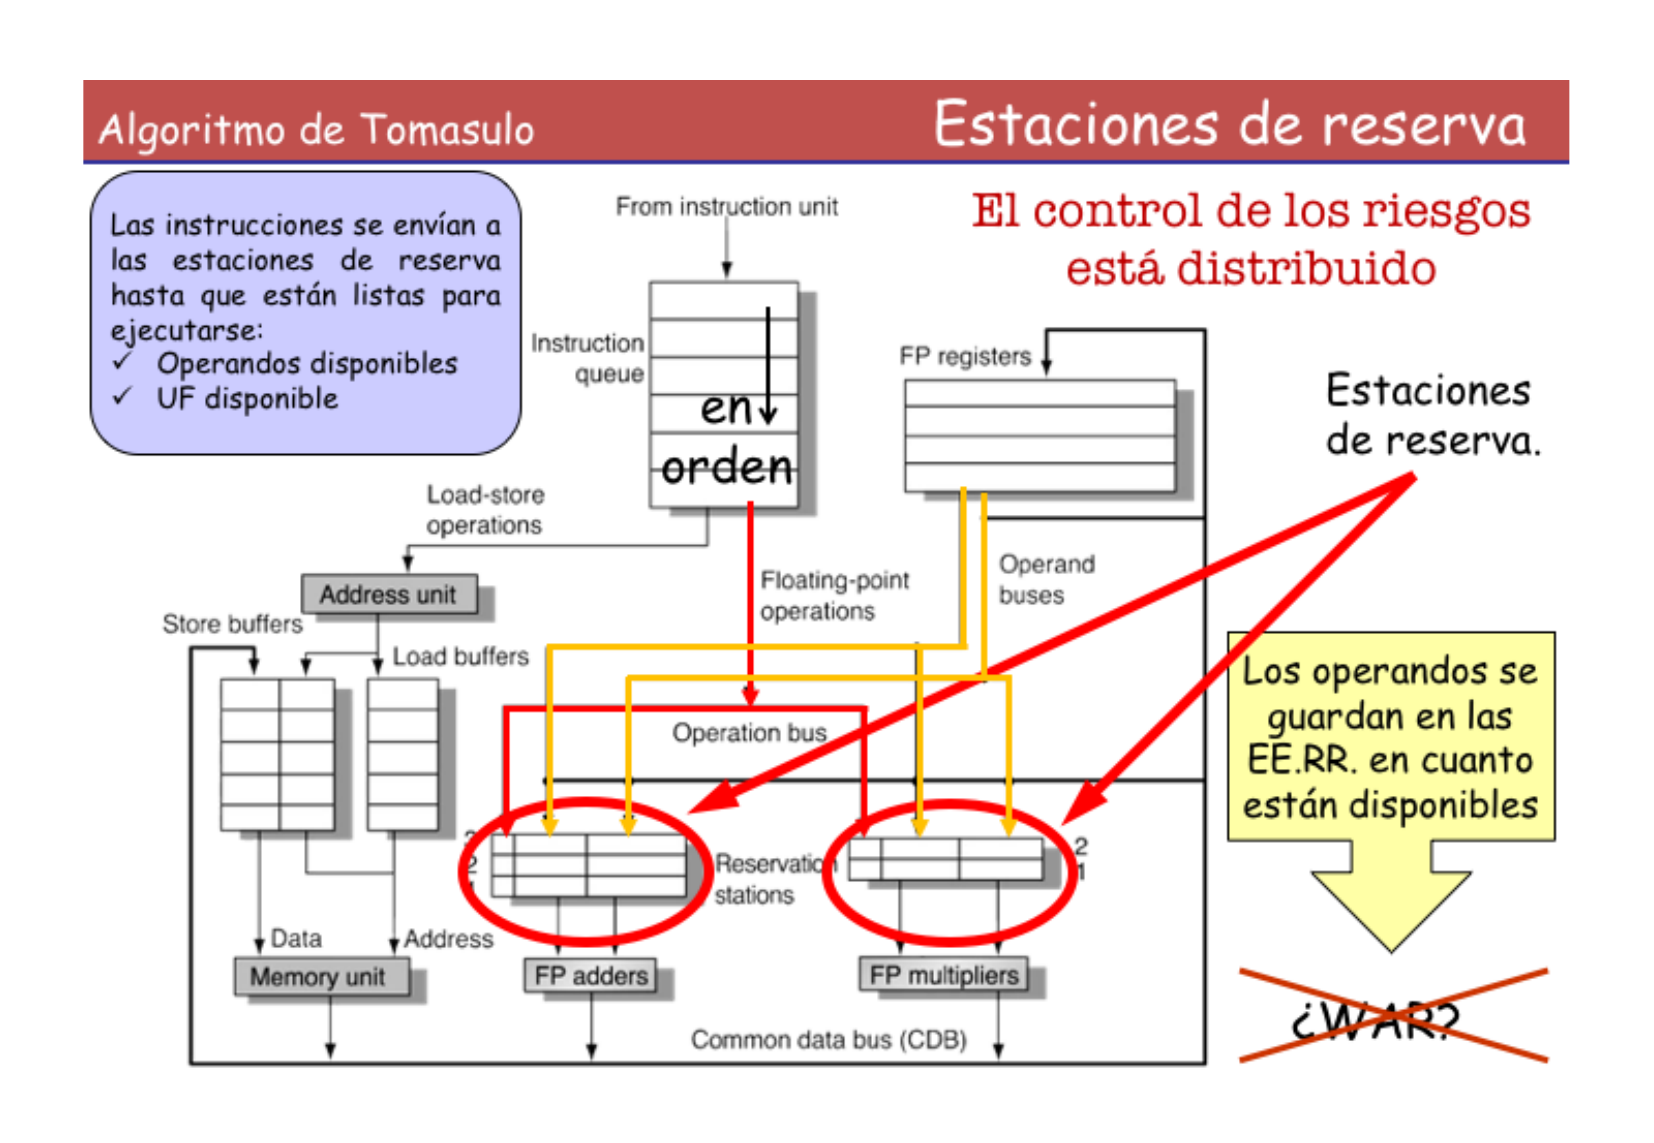 Algoritmo de Tomasulo
Estaciones de reserva
Las instrucciones se envían a
las estaciones de reserva
hasta que están listas para
ejecutarse:
✓ Operandos disponibles
✓ UF disponible
From instruction unit
El control de los riesgos
está distribuido
Instruction
queue
en
orden
FP registers
Estaciones
de reserva.
Load-store
operations
Address unit
Floating-point
operations
Operand
buses
Store buffers
Load buffers
Operation bus
Los operandos se
guardan en las
EE.RR. en cuanto
están disponibles
3
2
1
Reservation
stations
2
1
Data
Address
Memory unit
FP adders
FP multipliers
Common data bus (CDB)
¿WAR?